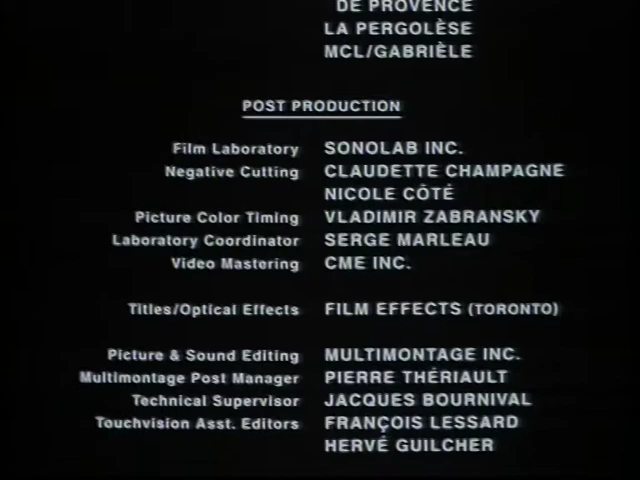 DE PROVENCE
LA PERGOLÈSE
MCL/GABRIÈLE
POST PRODUCTION
Film Laboratory SONOLAB INC.
Negative Cutting CLAUDETTE CHAMPAGNE
NICOLE CÔTÉ
Picture Color Timing VLADIMIR ZABRANSKY
Laboratory Coordinator SERGE MARLEAU
Video Mastering CME INC.
Titles/Optical Effects FILM EFFECTS (TORONTO)
Picture & Sound Editing MULTIMONTAGE INC.
Multimontage Post Manager PIERRE THÉRIAULT
Technical Supervisor JACQUES BOURNIVAL
Touchvision Asst. Editors FRANÇOIS LESSARD
HERVÉ GUILCHER